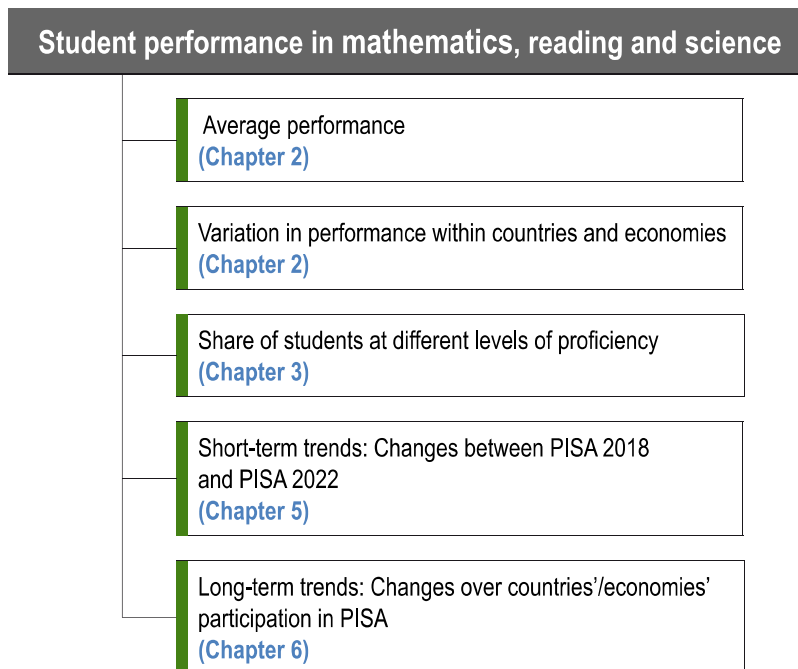 Student performance in mathematics, reading and science
Average performance
(Chapter 2)
Variation in performance within countries and economies
(Chapter 2)
Share of students at different levels of proficiency
(Chapter 3)
Short-term trends: Changes between PISA 2018
and PISA 2022
(Chapter 5)
Long-term trends: Changes over countries’/economies’
participation in PISA
(Chapter 6)